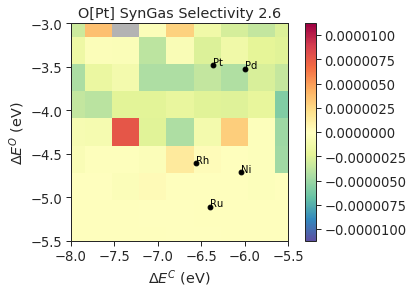 O[Pt] SynGas Selectivity 2.6
−3.0
−3.5
−4.0
−4.5
−5.0
−5.5
ΔE^O (eV)
−8.0 −7.5 −7.0 −6.5 −6.0 −5.5
ΔE^C (eV)
Pt
Pd
Rh
Ni
Ru
0.0000100
0.0000075
0.0000050
0.0000025
0.0000000
−0.0000025
−0.0000050
−0.0000075
−0.0000100